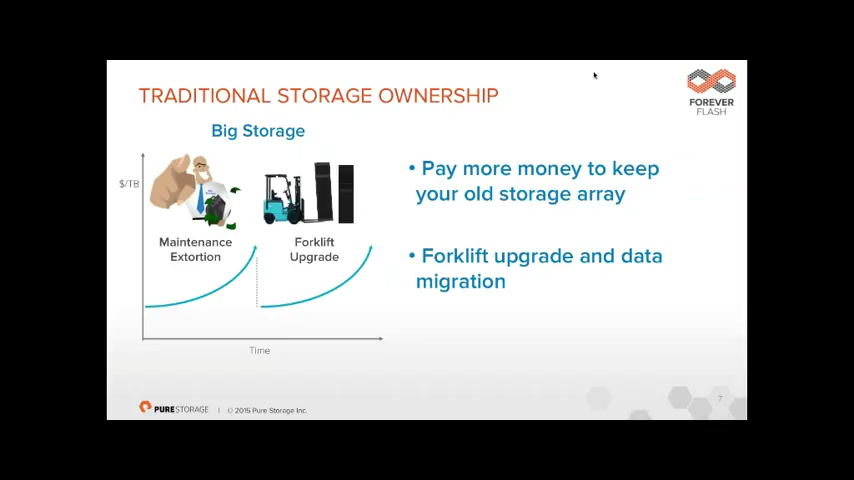 TRADITIONAL STORAGE OWNERSHIP
FOREVER
FLASH
Big Storage
$/TB
Maintenance
Extortion
Forklift
Upgrade
Time
• Pay more money to keep
your old storage array
• Forklift upgrade and data
migration
PURESTORAGE | © 2015 Pure Storage Inc.
7